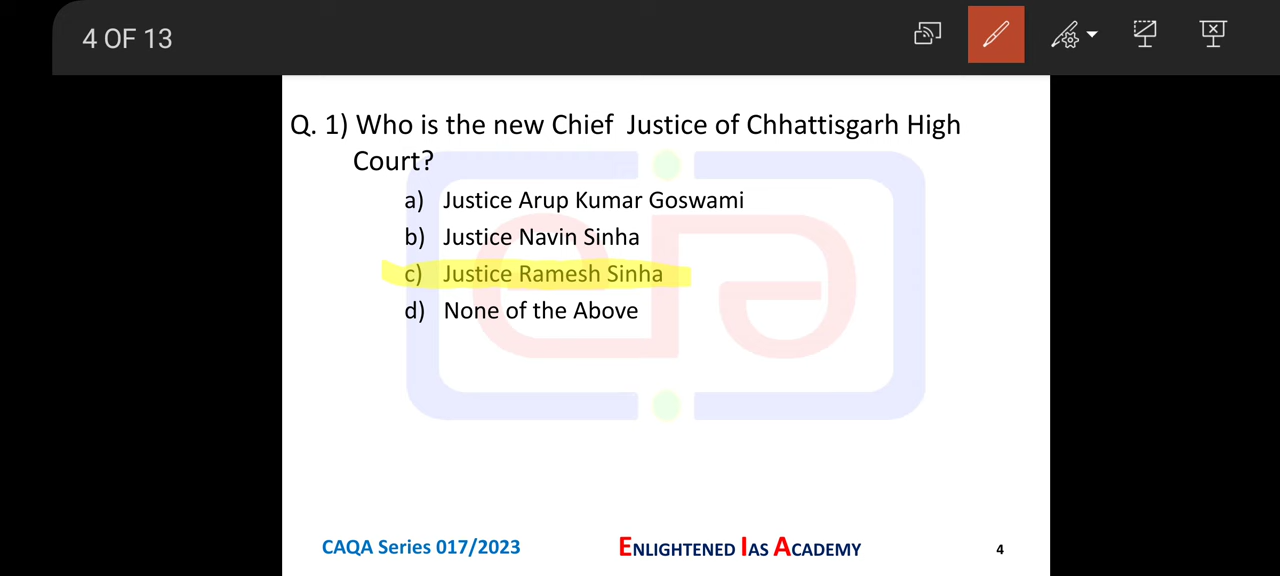 4 OF 13
Q. 1) Who is the new Chief Justice of Chhattisgarh High
Court?
a) Justice Arup Kumar Goswami
b) Justice Navin Sinha
c) Justice Ramesh Sinha
d) None of the Above
CAQA Series 017/2023
ENLIGHTENED IAS ACADEMY
4